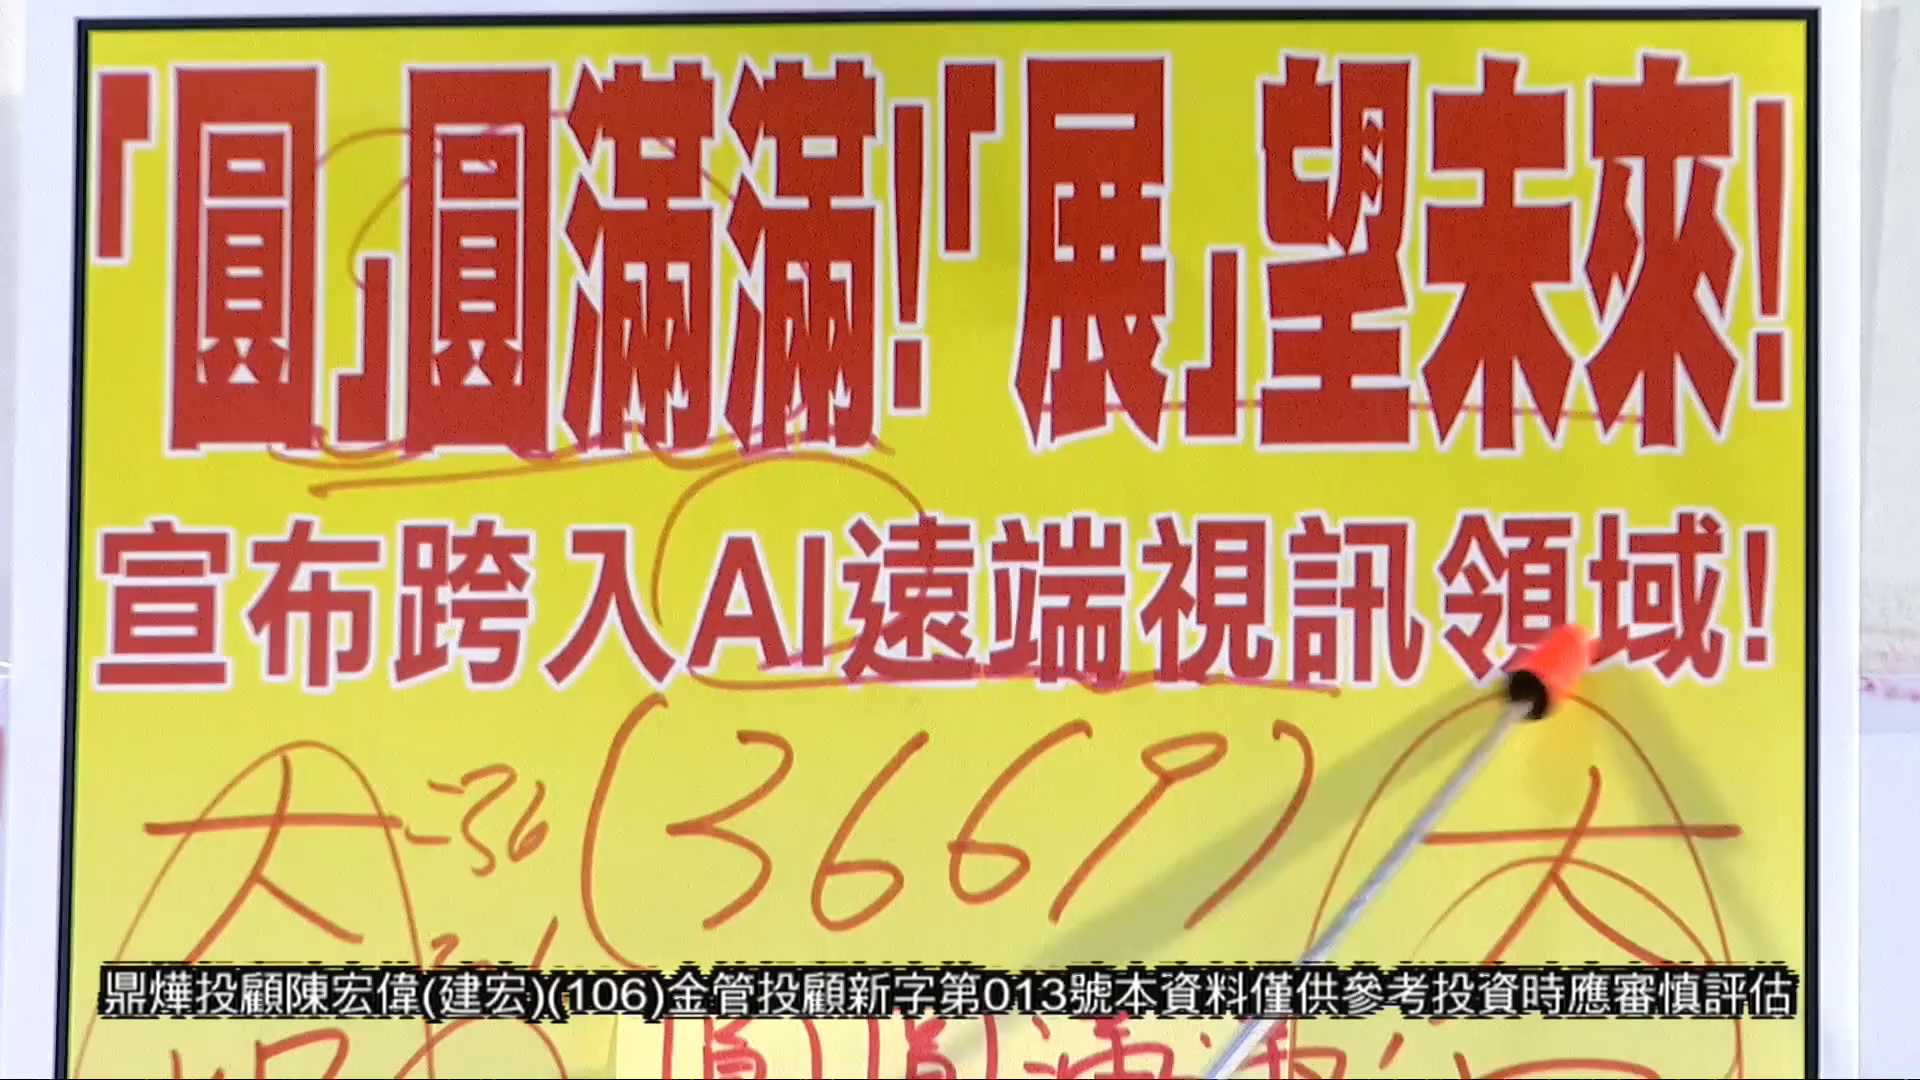 「圓」圓滿滿！「展」望未來！
宣布跨入AI遠端視訊領域！
大 (3669) 大
鼎燁投顧陳宏偉(建宏)(106)金管投顧新字第013號本資料僅供參考投資時應審慎評估